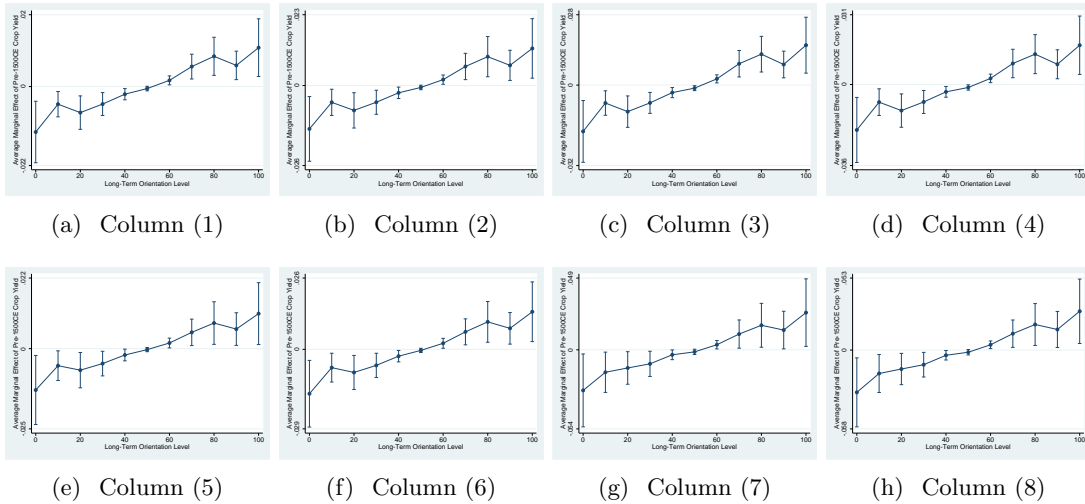 Average Marginal Effect of Pre-1500CE Crop Yield
.02
0
-.022
0 20 40 60 80 100
Long-Term Orientation Level
(a) Column (1)
Average Marginal Effect of Pre-1500CE Crop Yield
.023
0
-.026
0 20 40 60 80 100
Long-Term Orientation Level
(b) Column (2)
Average Marginal Effect of Pre-1500CE Crop Yield
.028
0
-.032
0 20 40 60 80 100
Long-Term Orientation Level
(c) Column (3)
Average Marginal Effect of Pre-1500CE Crop Yield
.031
0
-.036
0 20 40 60 80 100
Long-Term Orientation Level
(d) Column (4)
Average Marginal Effect of Pre-1500CE Crop Yield
.022
0
-.025
0 20 40 60 80 100
Long-Term Orientation Level
(e) Column (5)
Average Marginal Effect of Pre-1500CE Crop Yield
.026
0
-.029
0 20 40 60 80 100
Long-Term Orientation Level
(f) Column (6)
Average Marginal Effect of Pre-1500CE Crop Yield
.049
0
-.054
0 20 40 60 80 100
Long-Term Orientation Level
(g) Column (7)
Average Marginal Effect of Pre-1500CE Crop Yield
.053
0
-.058
0 20 40 60 80 100
Long-Term Orientation Level
(h) Column (8)